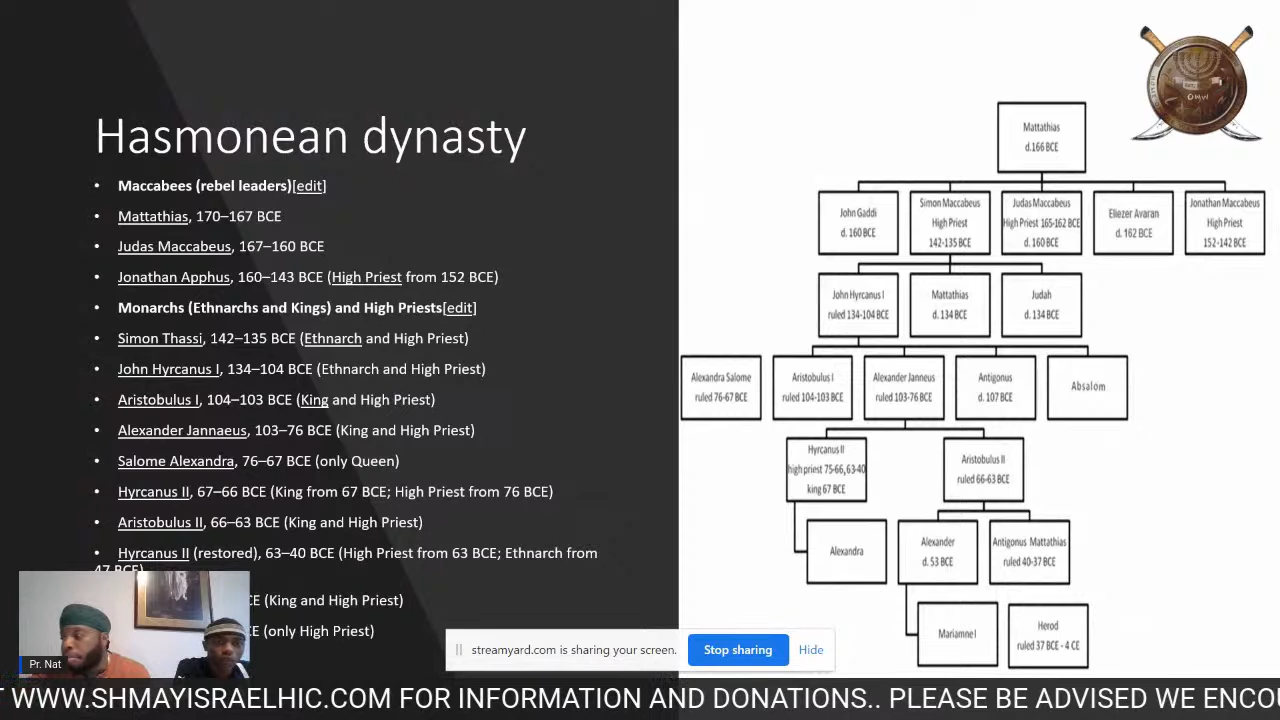 Hasmonean dynasty
• Maccabees (rebel leaders)[edit]
• Mattathias, 170–167 BCE
• Judas Maccabeus, 167–160 BCE
• Jonathan Apphus, 160–143 BCE (High Priest from 152 BCE)
• Monarchs (Ethnarchs and Kings) and High Priests[edit]
• Simon Thassi, 142–135 BCE (Ethnarch and High Priest)
• John Hyrcanus I, 134–104 BCE (Ethnarch and High Priest)
• Aristobulus I, 104–103 BCE (King and High Priest)
• Alexander Jannaeus, 103–76 BCE (King and High Priest)
• Salome Alexandra, 76–67 BCE (only Queen)
• Hyrcanus II, 67–66 BCE (King from 67 BCE; High Priest from 76 BCE)
• Aristobulus II, 66–63 BCE (King and High Priest)
• Hyrcanus II (restored), 63–40 BCE (High Priest from 63 BCE; Ethnarch from
47 BCE)
CE (King and High Priest)
CE (only High Priest)
Pr. Nat
Mattathias
d.166 BCE
John Gaddi
d. 160 BCE
Simon Maccabeus
High Priest
142-135 BCE
Judas Maccabeus
High Priest 165-162 BCE
d. 160 BCE
Eliezer Avaran
d. 162 BCE
Jonathan Maccabeus
High Priest
152-142 BCE
John Hyrcanus I
ruled 134-104 BCE
Mattathias
d. 134 BCE
Judah
d. 134 BCE
Alexandra Salome
ruled 76-67 BCE
Aristobulus I
ruled 104-103 BCE
Alexander Janneus
ruled 103-76 BCE
Antigonus
d. 107 BCE
Absalom
Hyrcanus II
high priest 75-66, 63-40
king 67 BCE
Aristobulus II
ruled 66-63 BCE
Alexandra
Alexander
d. 53 BCE
Antigonus Mattathias
ruled 40-37 BCE
Mariamne I
Herod
ruled 37 BCE - 4 CE
streamyard.com is sharing your screen.
Stop sharing
Hide
T WWW.SHMAYISRAELHIC.COM FOR INFORMATION AND DONATIONS.. PLEASE BE ADVISED WE ENCO